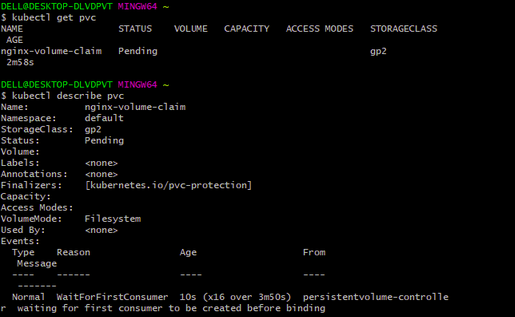 DELL@DESKTOP-DLVDPVT MINGW64 ~
$ kubectl get pvc
NAME                 STATUS    VOLUME   CAPACITY   ACCESS MODES   STORAGECLASS
 AGE
nginx-volume-claim   Pending                                      gp2
 2m58s

DELL@DESKTOP-DLVDPVT MINGW64 ~
$ kubectl describe pvc
Name:          nginx-volume-claim
Namespace:     default
StorageClass:  gp2
Status:        Pending
Volume:
Labels:        <none>
Annotations:   <none>
Finalizers:    [kubernetes.io/pvc-protection]
Capacity:
Access Modes:
VolumeMode:    Filesystem
Used By:       <none>
Events:
  Type    Reason                Age                   From
   Message
  ----    ------                ----                  ----
   -------
  Normal  WaitForFirstConsumer  10s (x16 over 3m50s)  persistentvolume-controlle
r  waiting for first consumer to be created before binding